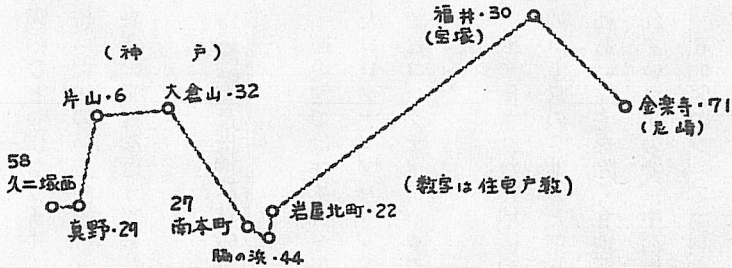 福井・30
(宝塚)
(神 戸)
片山・6
大倉山・32
金楽寺・71
(尼崎)
58
久二塚西
真野・29
27
南本町
岩屋北町・22
脇の浜・44
(数字は住宅戸数)